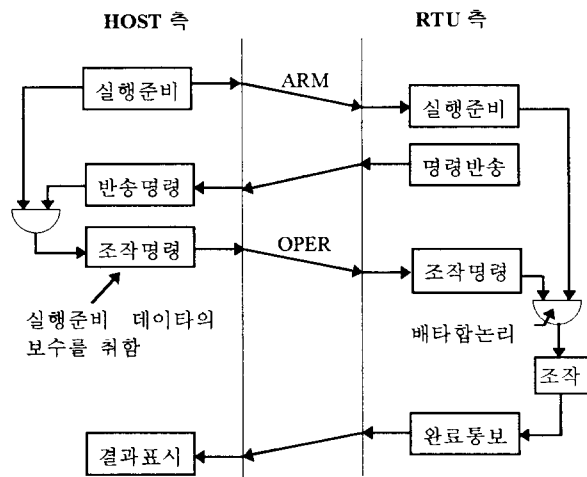 HOST 측
RTU 측
실행준비
ARM
실행준비
반송명령
명령반송
조작명령
OPER
조작명령
실행준비 데이타의
보수를 취함
배타합논리
조작
결과표시
완료통보